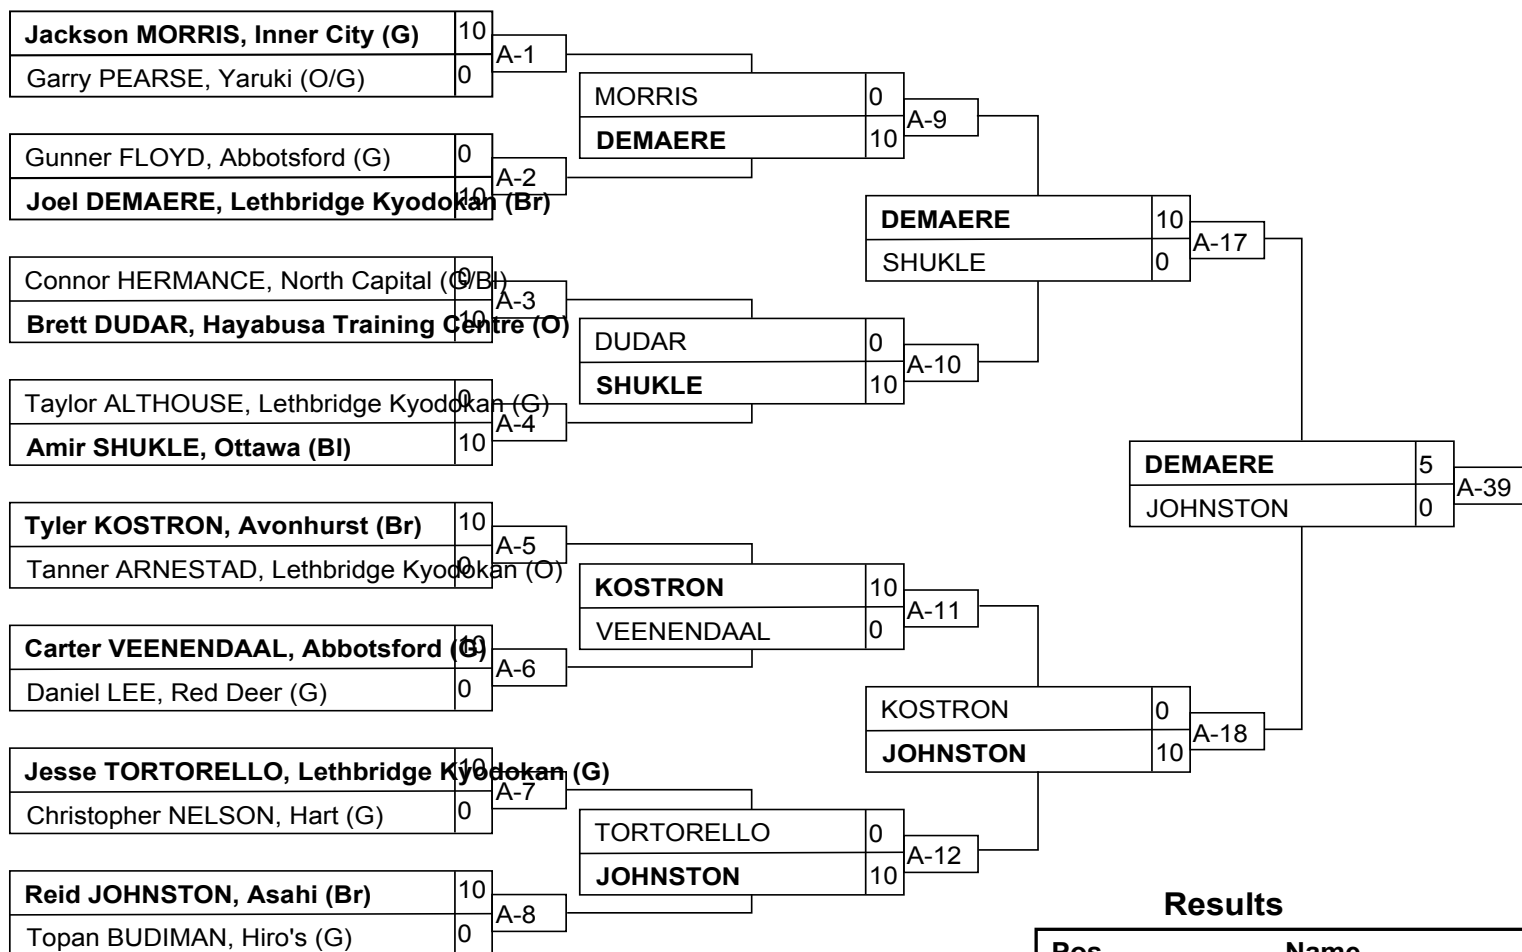 Jackson MORRIS, Inner City (G) 10
A-1
Garry PEARSE, Yaruki (O/G) 0
Gunner FLOYD, Abbotsford (G) 0
A-2
Joel DEMAERE, Lethbridge Kyodokan (Br) 10
Connor HERMANCE, North Capital (G/Bl) 0
A-3
Brett DUDAR, Hayabusa Training Centre (O) 10
Taylor ALTHOUSE, Lethbridge Kyodokan (G) 0
A-4
Amir SHUKLE, Ottawa (Bl) 10
Tyler KOSTRON, Avonhurst (Br) 10
A-5
Tanner ARNESTAD, Lethbridge Kyodokan (O) 0
Carter VEENENDAAL, Abbotsford (G) 10
A-6
Daniel LEE, Red Deer (G) 0
Jesse TORTORELLO, Lethbridge Kyodokan (G) 10
A-7
Christopher NELSON, Hart (G) 0
Reid JOHNSTON, Asahi (Br) 10
A-8
Topan BUDIMAN, Hiro's (G) 0
MORRIS 0
A-9
DEMAERE 10
DUDAR 0
A-10
SHUKLE 10
KOSTRON 10
A-11
VEENENDAAL 0
TORTORELLO 0
A-12
JOHNSTON 10
DEMAERE 10
A-17
SHUKLE 0
KOSTRON 0
A-18
JOHNSTON 10
DEMAERE 5
A-39
JOHNSTON 0
Results
Pos Name